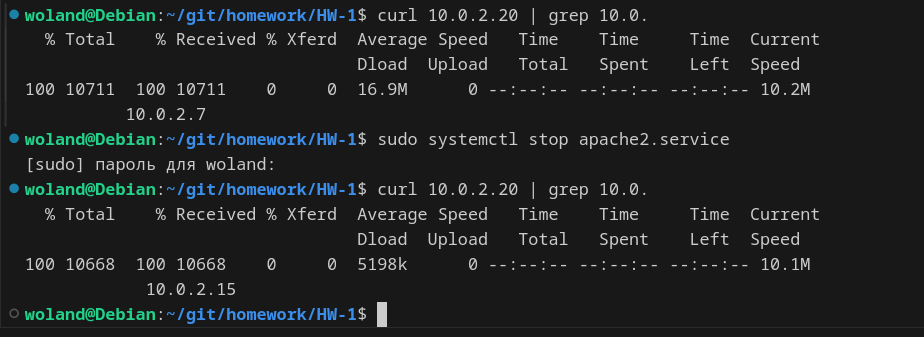 woland@Debian:~/git/homework/HW-1$ curl 10.0.2.20 | grep 10.0.
% Total % Received % Xferd Average Speed Time Time Time Current
Dload Upload Total Spent Left Speed
100 10711 100 10711 0 0 16.9M 0 --:--:-- --:--:-- --:--:-- 10.2M
10.0.2.7
woland@Debian:~/git/homework/HW-1$ sudo systemctl stop apache2.service
[sudo] пароль для woland:
woland@Debian:~/git/homework/HW-1$ curl 10.0.2.20 | grep 10.0.
% Total % Received % Xferd Average Speed Time Time Time Current
Dload Upload Total Spent Left Speed
100 10668 100 10668 0 0 5198k 0 --:--:-- --:--:-- --:--:-- 10.1M
10.0.2.15
woland@Debian:~/git/homework/HW-1$